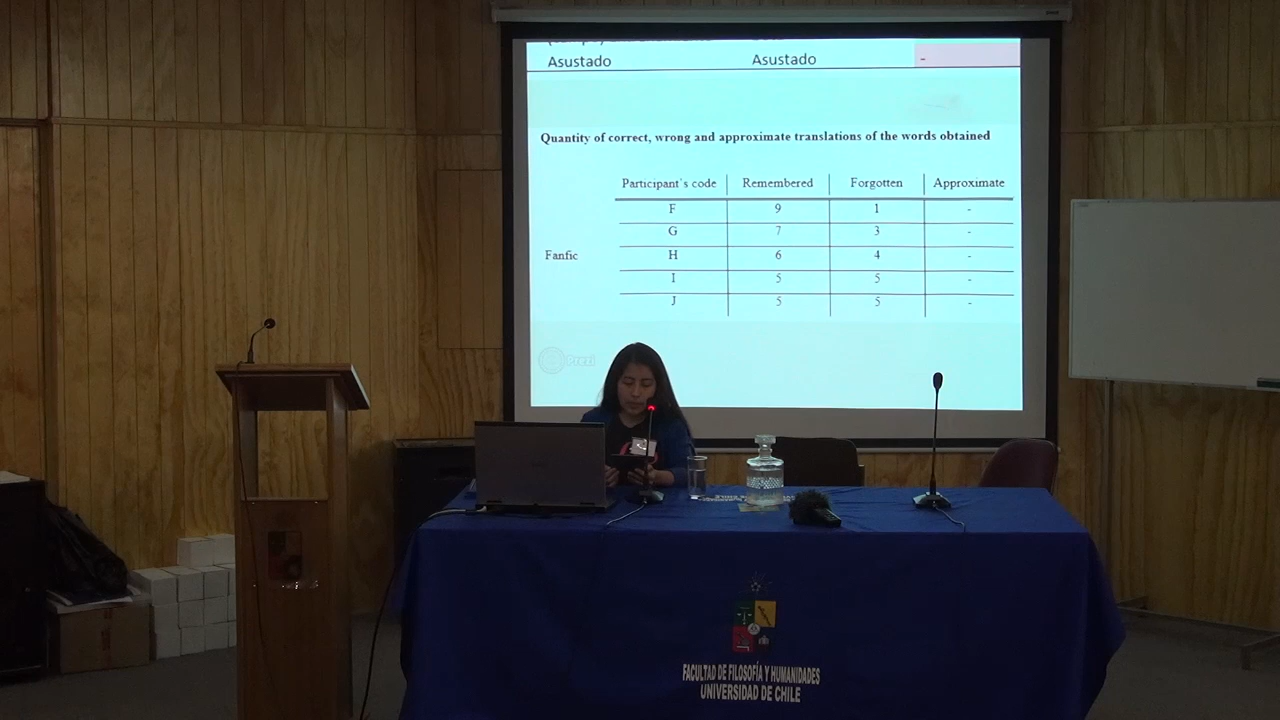 Asustado Asustado -
Quantity of correct, wrong and approximate translations of the words obtained
Participant's code Remembered Forgotten Approximate
F 9 1 -
G 7 3 -
Fanfic H 6 4 -
I 5 5 -
J 5 5 -
Prezi
FACULTAD DE FILOSOFÍA Y HUMANIDADES
UNIVERSIDAD DE CHILE